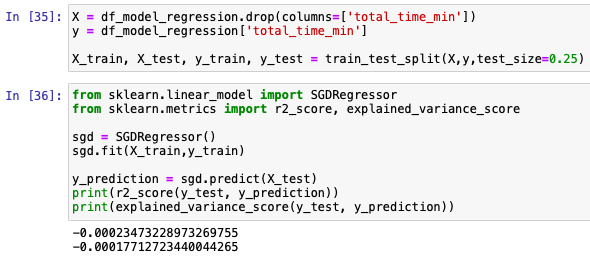 In [35]: X = df_model_regression.drop(columns=['total_time_min'])
y = df_model_regression['total_time_min']
X_train, X_test, y_train, y_test = train_test_split(X,y,test_size=0.25)
In [36]: from sklearn.linear_model import SGDRegressor
from sklearn.metrics import r2_score, explained_variance_score
sgd = SGDRegressor()
sgd.fit(X_train,y_train)
y_prediction = sgd.predict(X_test)
print(r2_score(y_test, y_prediction))
print(explained_variance_score(y_test, y_prediction))
-0.00023473228973269755
-0.00017712723440044265